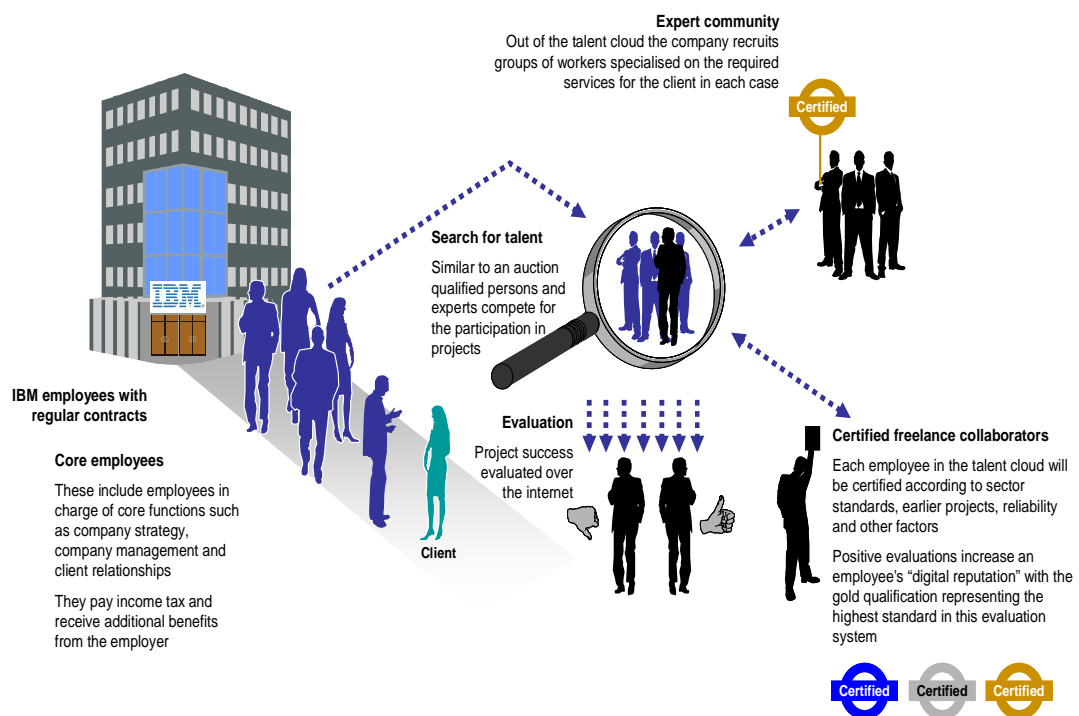 Expert community
Out of the talent cloud the company recruits
groups of workers specialised on the required
services for the client in each case
Certified
IBM.
Search for talent
Similar to an auction
qualified persons and
experts compete for
the participation in
projects
IBM employees with
regular contracts
Core employees
These include employees in
charge of core functions such
as company strategy,
company management and
client relationships
They pay income tax and
receive additional benefits
from the employer
Client
Evaluation
Project success
evaluated over
the internet
Certified freelance collaborators
Each employee in the talent cloud will
be certified according to sector
standards, earlier projects, reliability
and other factors
Positive evaluations increase an
employee's “digital reputation” with the
gold qualification representing the
highest standard in this evaluation
system
Certified
Certified
Certified